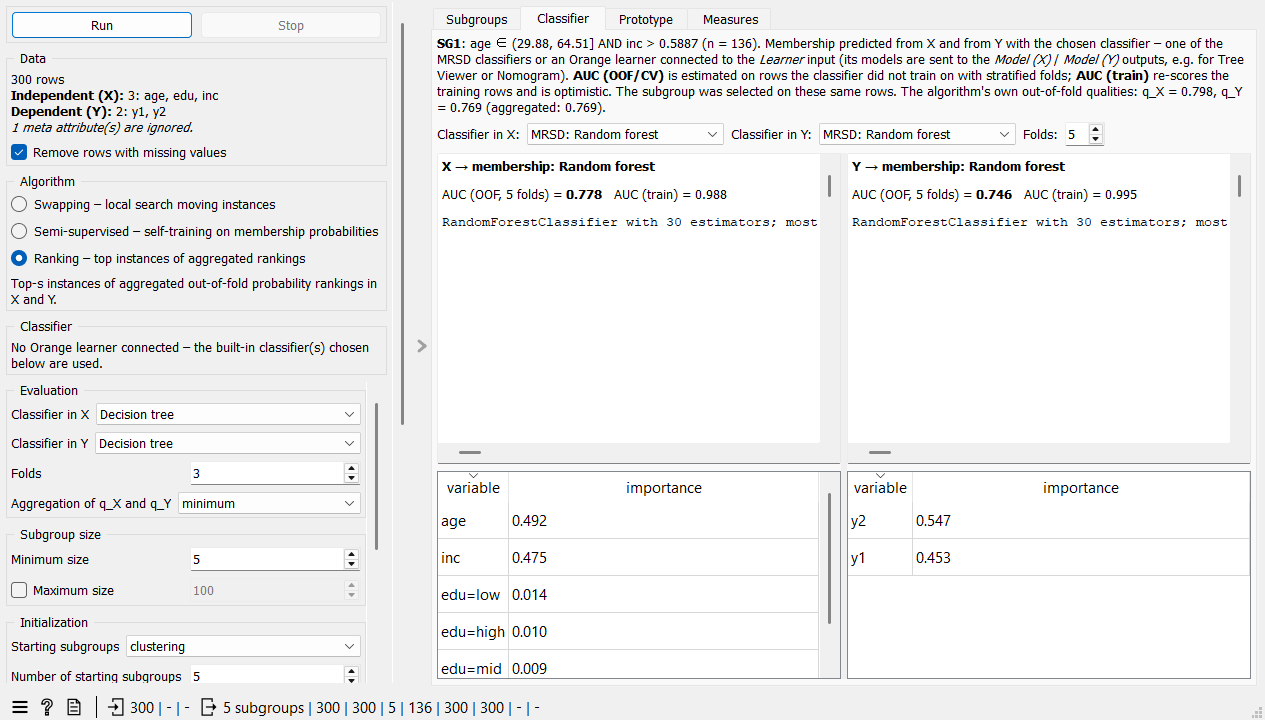 Run
Stop
Data
300 rows
Independent (X): 3: age, edu, inc
Dependent (Y): 2: y1, y2
1 meta attribute(s) are ignored.
Remove rows with missing values
Algorithm
Swapping – local search moving instances
Semi-supervised – self-training on membership probabilities
Ranking – top instances of aggregated rankings
Top-s instances of aggregated out-of-fold probability rankings in
X and Y.
Classifier
No Orange learner connected – the built-in classifier(s) chosen
below are used.
Evaluation
Classifier in X Decision tree
Classifier in Y Decision tree
Folds 3
Aggregation of q_X and q_Y minimum
Subgroup size
Minimum size 5
Maximum size 100
Initialization
Starting subgroups clustering
Number of starting subgroups 5
Subgroups Classifier Prototype Measures
SG1: age ∈ (29.88, 64.51] AND inc > 0.5887 (n = 136). Membership predicted from X and from Y with the chosen classifier – one of the
MRSD classifiers or an Orange learner connected to the Learner input (its models are sent to the Model (X) / Model (Y) outputs, e.g. for Tree
Viewer or Nomogram). AUC (OOF/CV) is estimated on rows the classifier did not train on with stratified folds; AUC (train) re-scores the
training rows and is optimistic. The subgroup was selected on these same rows. The algorithm's own out-of-fold qualities: q_X = 0.798, q_Y
= 0.769 (aggregated: 0.769).
Classifier in X: MRSD: Random forest Classifier in Y: MRSD: Random forest Folds: 5
X → membership: Random forest
AUC (OOF, 5 folds) = 0.778 AUC (train) = 0.988
RandomForestClassifier with 30 estimators; most
variable importance
age 0.492
inc 0.475
edu=low 0.014
edu=high 0.010
edu=mid 0.009
Y → membership: Random forest
AUC (OOF, 5 folds) = 0.746 AUC (train) = 0.995
RandomForestClassifier with 30 estimators; most
variable importance
y2 0.547
y1 0.453
300 | - | - 5 subgroups | 300 | 300 | 5 | 136 | 300 | 300 | - | -